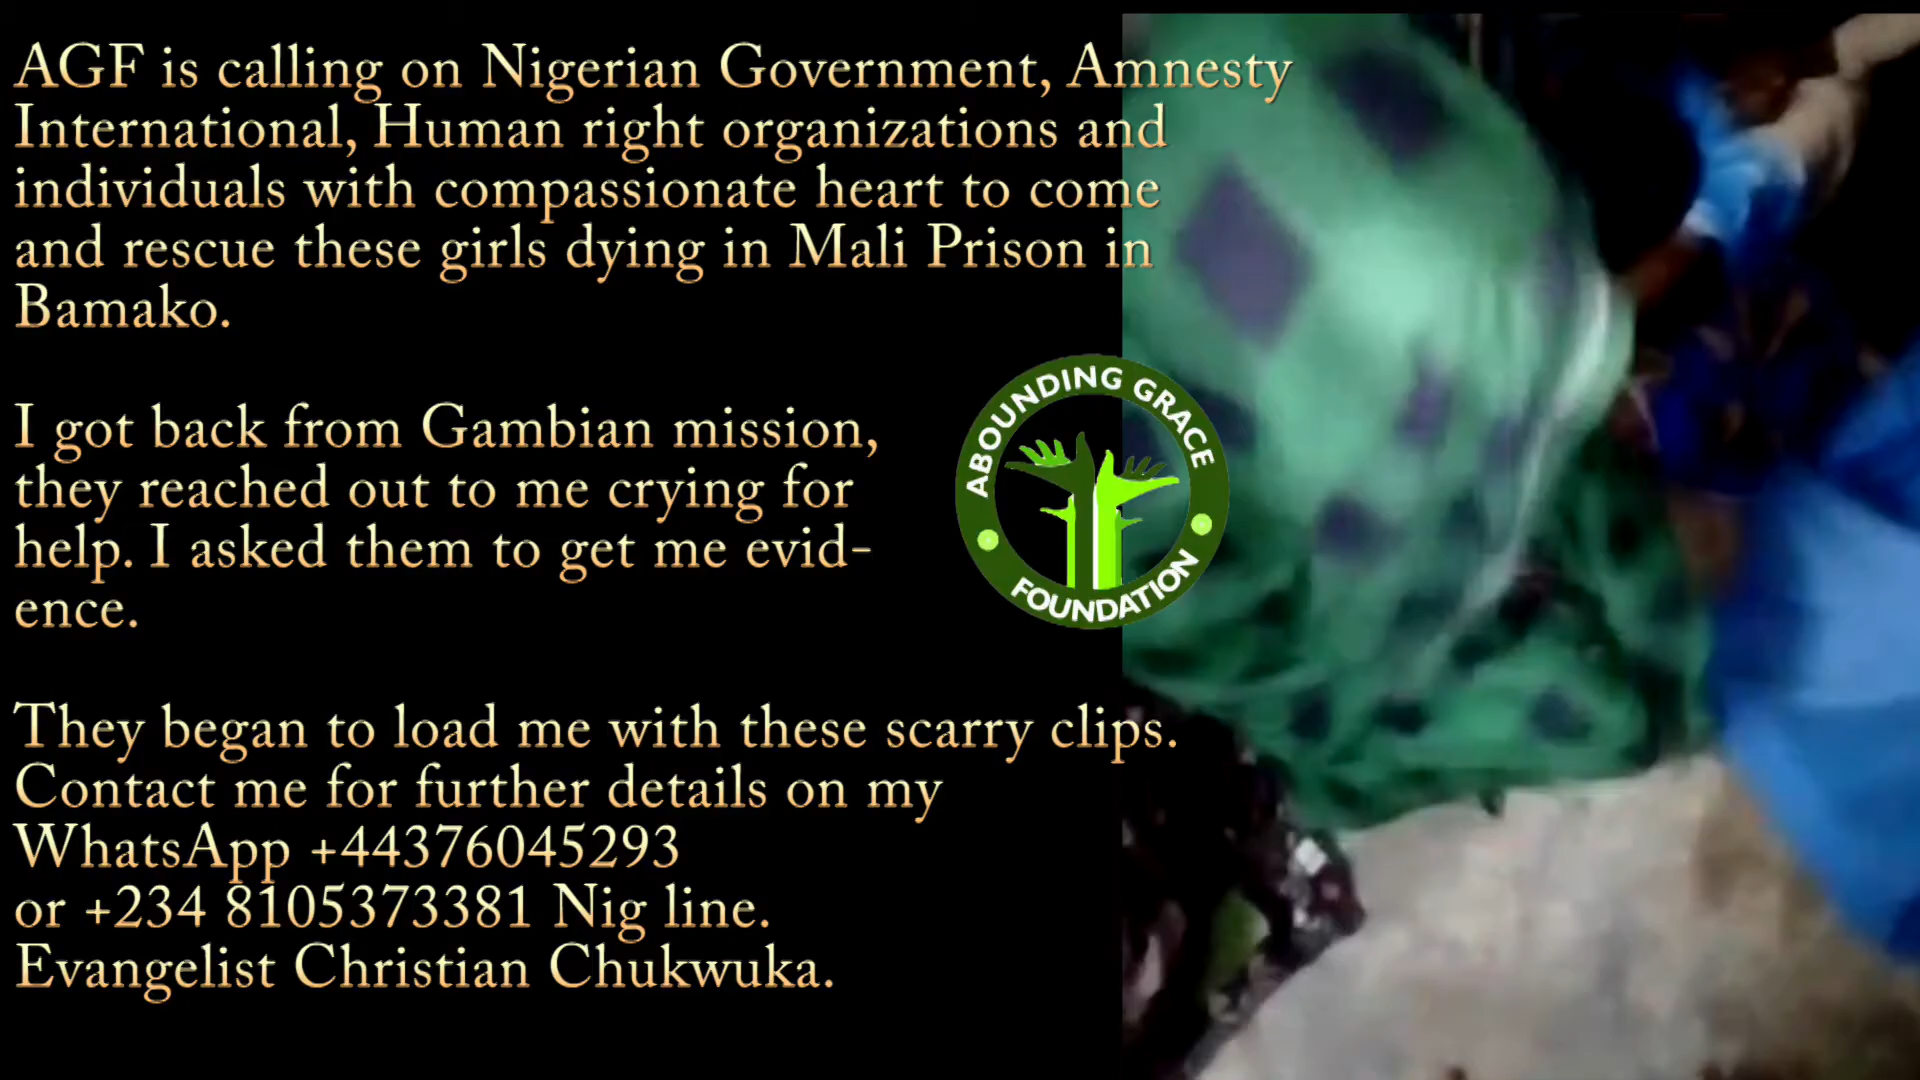 AGF is calling on Nigerian Government, Amnesty
International, Human right organizations and
individuals with compassionate heart to come
and rescue these girls dying in Mali Prison in
Bamako.
I got back from Gambian mission,
they reached out to me crying for
help. I asked them to get me evid-
ence.
ABOUNDING GRACE
FOUNDATION
They began to load me with these scarry clips.
Contact me for further details on my
WhatsApp +44376045293
or +234 8105373381 Nig line.
Evangelist Christian Chukwuka.